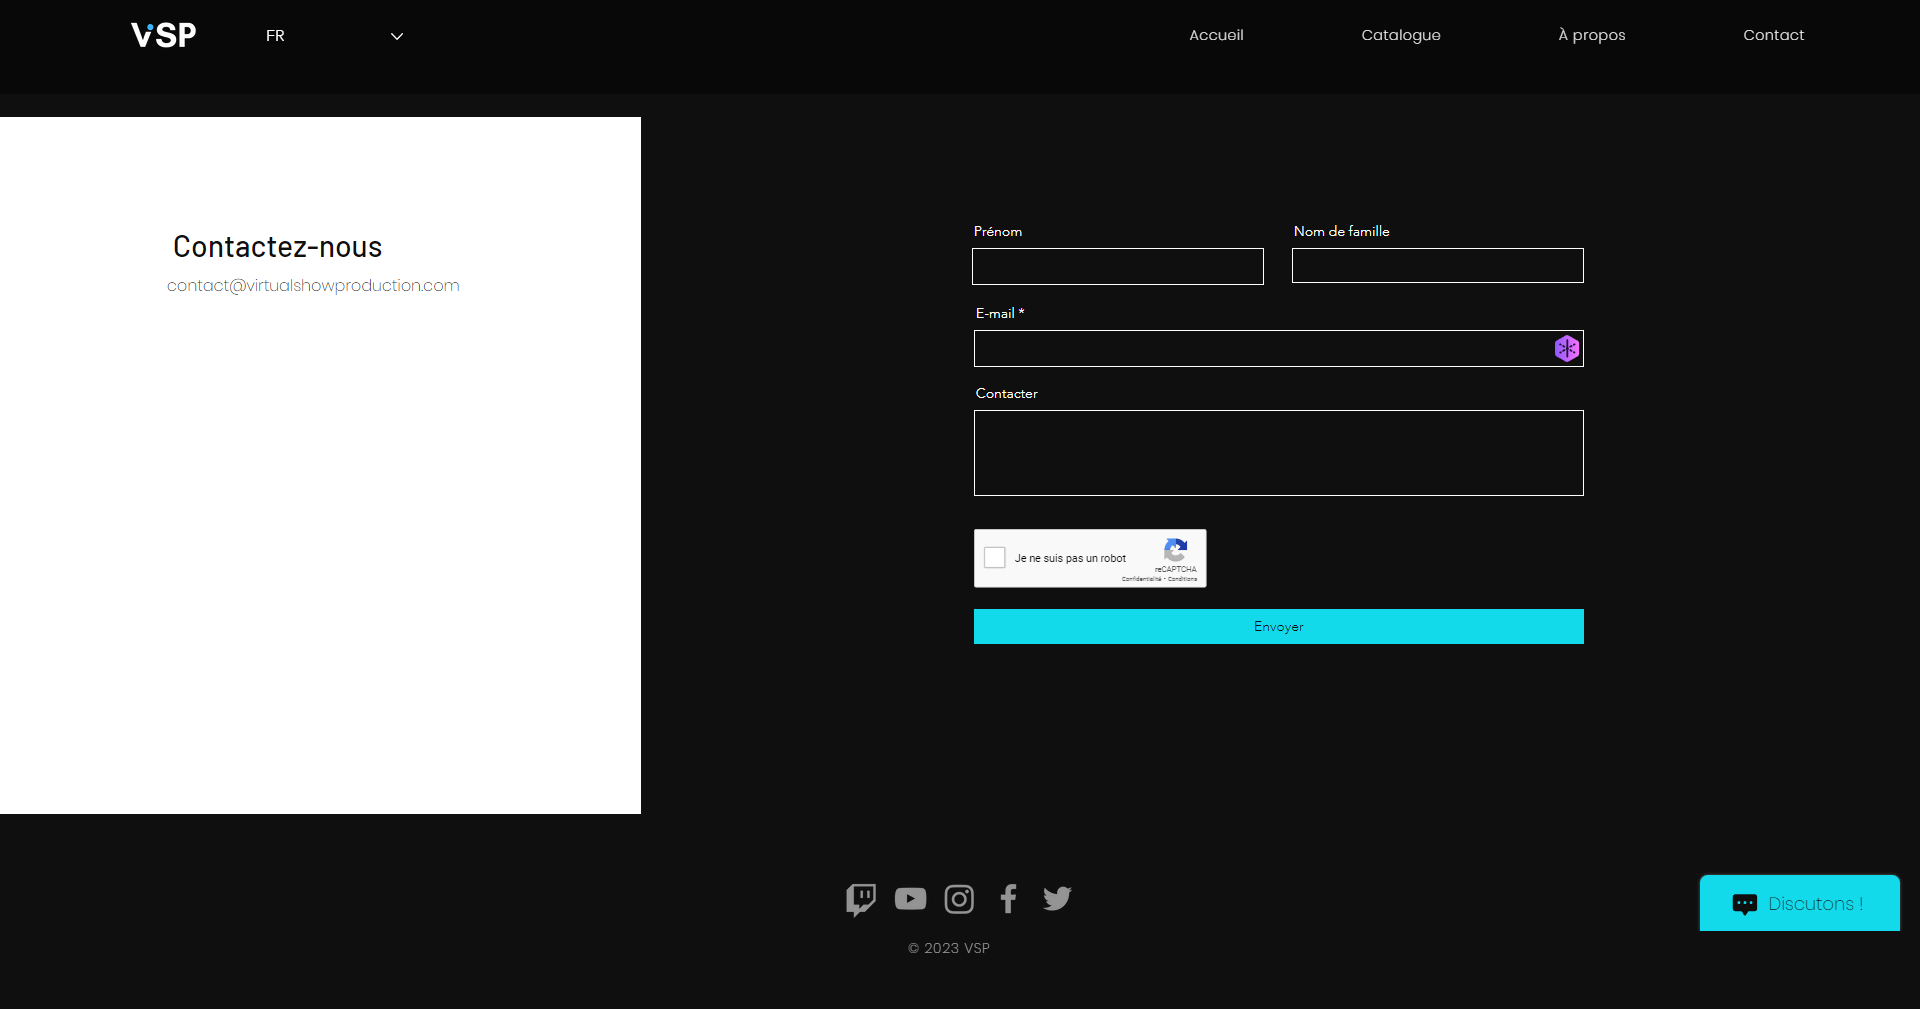 VSP
FR
Accueil
Catalogue
À propos
Contact
Contactez-nous
contact@virtualshowproduction.com
Prénom
Nom de famille
E-mail *
Contacter
Je ne suis pas un robot
reCAPTCHA
Confidentialité • Conditions
Envoyer
Discutons !
© 2023 VSP